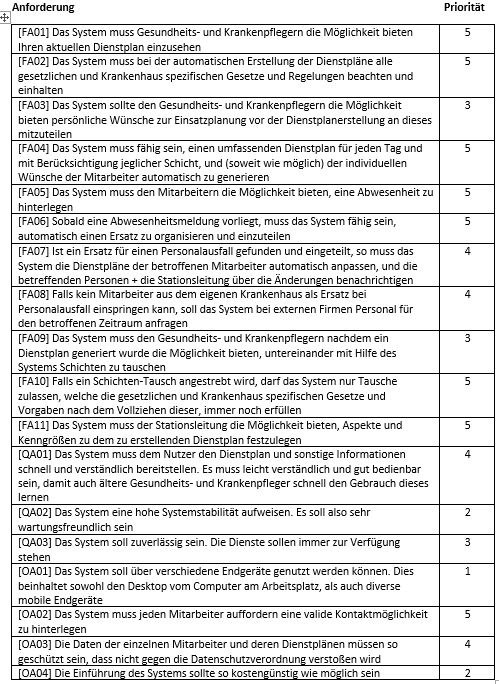 Anforderung Priorität
[FA01] Das System muss Gesundheits- und Krankenpflegern die Möglichkeit bieten 5
Ihren aktuellen Dienstplan einzusehen
[FA02] Das System muss bei der automatischen Erstellung der Dienstpläne alle 5
gesetzlichen und Krankenhaus spezifischen Gesetze und Regelungen beachten und
einhalten
[FA03] Das System sollte den Gesundheits- und Krankenpflegern die Möglichkeit 3
bieten persönliche Wünsche zur Einsatzplanung vor der Dienstplanerstellung an dieses
mitzuteilen
[FA04] Das System muss fähig sein, einen umfassenden Dienstplan für jeden Tag und 5
mit Berücksichtigung jeglicher Schicht, und (soweit wie möglich) der individuellen
Wünsche der Mitarbeiter automatisch zu generieren
[FA05] Das System muss den Mitarbeitern die Möglichkeit bieten, eine Abwesenheit zu 5
hinterlegen
[FA06] Sobald eine Abwesenheitsmeldung vorliegt, muss das System fähig sein, 5
automatisch einen Ersatz zu organisieren und einzuteilen
[FA07] Ist ein Ersatz für einen Personalausfall gefunden und eingeteilt, so muss das 4
System die Dienstpläne der betroffenen Mitarbeiter automatisch anpassen, und die
betreffenden Personen + die Stationsleitung über die Änderungen benachrichtigen
[FA08] Falls kein Mitarbeiter aus dem eigenen Krankenhaus als Ersatz bei 4
Personalausfall einspringen kann, soll das System bei externen Firmen Personal für
den betroffenen Zeitraum anfragen
[FA09] Das System muss den Gesundheits- und Krankenpflegern nachdem ein 3
Dienstplan generiert wurde die Möglichkeit bieten, untereinander mit Hilfe des
Systems Schichten zu tauschen
[FA10] Falls ein Schichten-Tausch angestrebt wird, darf das System nur Tausche 5
zulassen, welche die gesetzlichen und Krankenhaus spezifischen Gesetze und
Vorgaben nach dem Vollziehen dieser, immer noch erfüllen
[FA11] Das System muss der Stationsleitung die Möglichkeit bieten, Aspekte und 5
Kenngrößen zu dem zu erstellenden Dienstplan festzulegen
[QA01] Das System muss dem Nutzer den Dienstplan und sonstige Informationen 4
schnell und verständlich bereitstellen. Es muss leicht verständlich und gut bedienbar
sein, damit auch ältere Gesundheits- und Krankenpfleger schnell den Gebrauch dieses
lernen
[QA02] Das System eine hohe Systemstabilität aufweisen. Es soll also sehr 2
wartungsfreundlich sein
[QA03] Das System soll zuverlässig sein. Die Dienste sollen immer zur Verfügung 3
stehen
[OA01] Das System soll über verschiedene Endgeräte genutzt werden können. Dies 1
beinhaltet sowohl den Desktop vom Computer am Arbeitsplatz, als auch diverse
mobile Endgeräte
[OA02] Das System muss jeden Mitarbeiter auffordern eine valide Kontaktmöglichkeit 5
zu hinterlegen
[OA03] Die Daten der einzelnen Mitarbeiter und deren Dienstplänen müssen so 4
geschützt sein, dass nicht gegen die Datenschutzverordnung verstoßen wird
[OA04] Die Einführung des Systems sollte so kostengünstig wie möglich sein 2